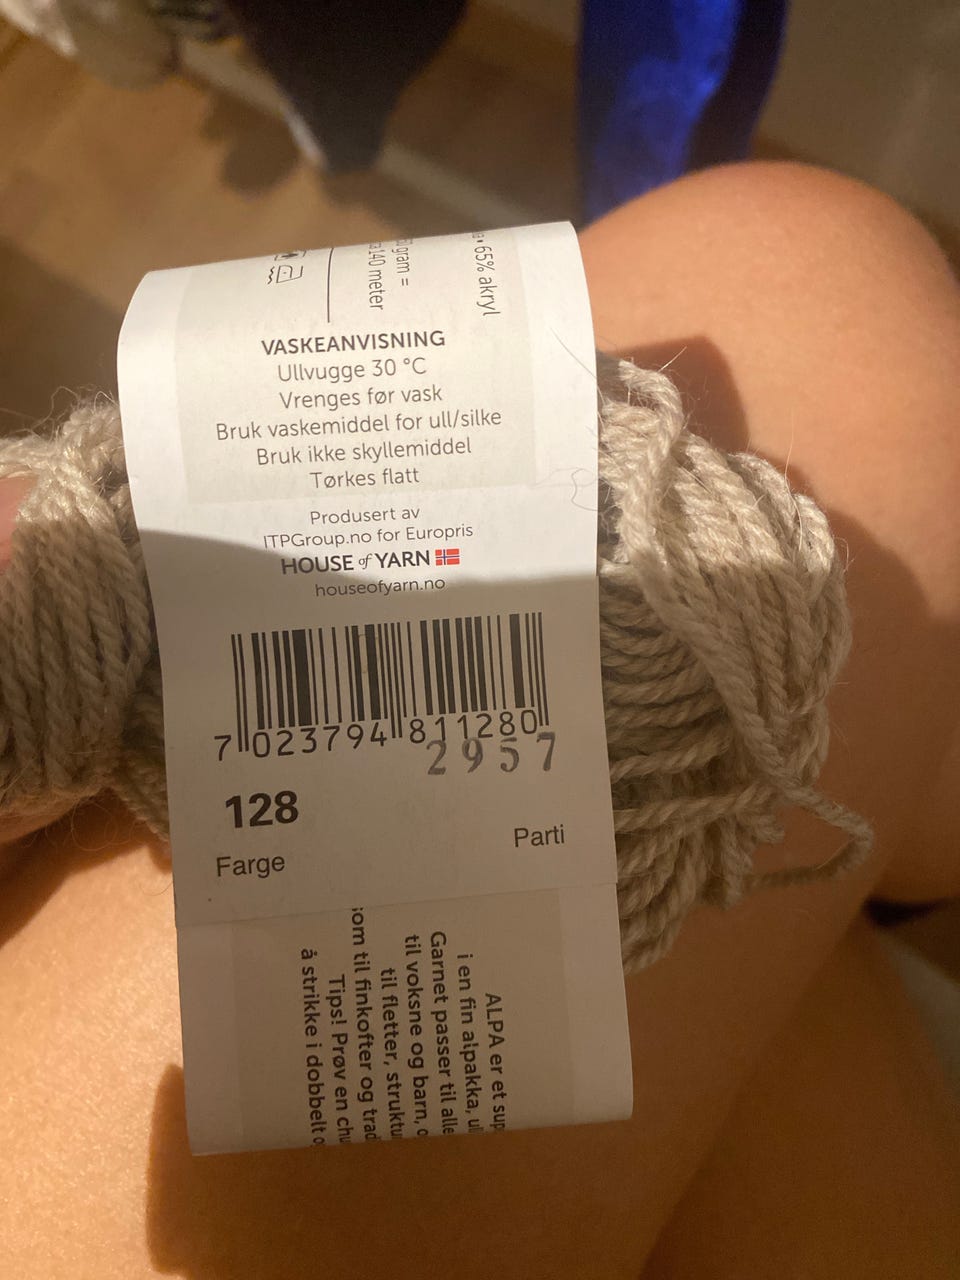 65% akryl
gram =
140 meter
VASKEANVISNING
Ullvugge 30 °C
Vrenges før vask
Bruk vaskemiddel for ull/silke
Bruk ikke skyllemiddel
Tørkes flatt
Produsert av
ITPGroup.no for Europris
HOUSE of YARN
houseofyarn.no
7 023794 811280
2957
128
Farge
Parti
ALPA er et
i en fin alpakka,
Garnet passer til
til voksne og barn,
til fletter,
til finkofter og
Tips! Prøv en
å strikke i dobbelt